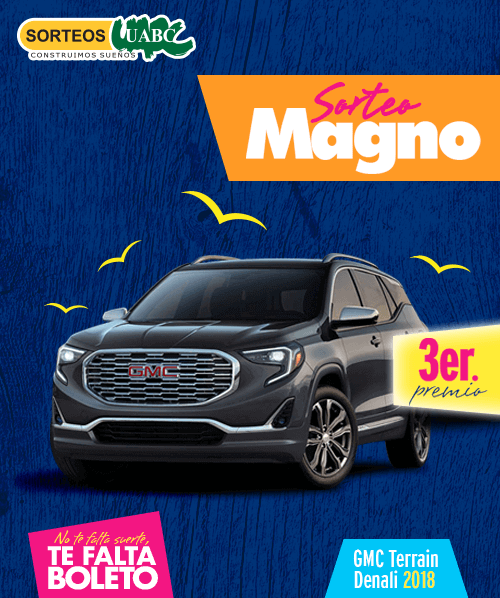 SORTEOS UABC
CONSTRUIMOS SUEÑOS
Sorteo
Magno
GMC
3er.
premio
No te falta suerte,
TE FALTA
BOLETO
GMC Terrain
Denali 2018